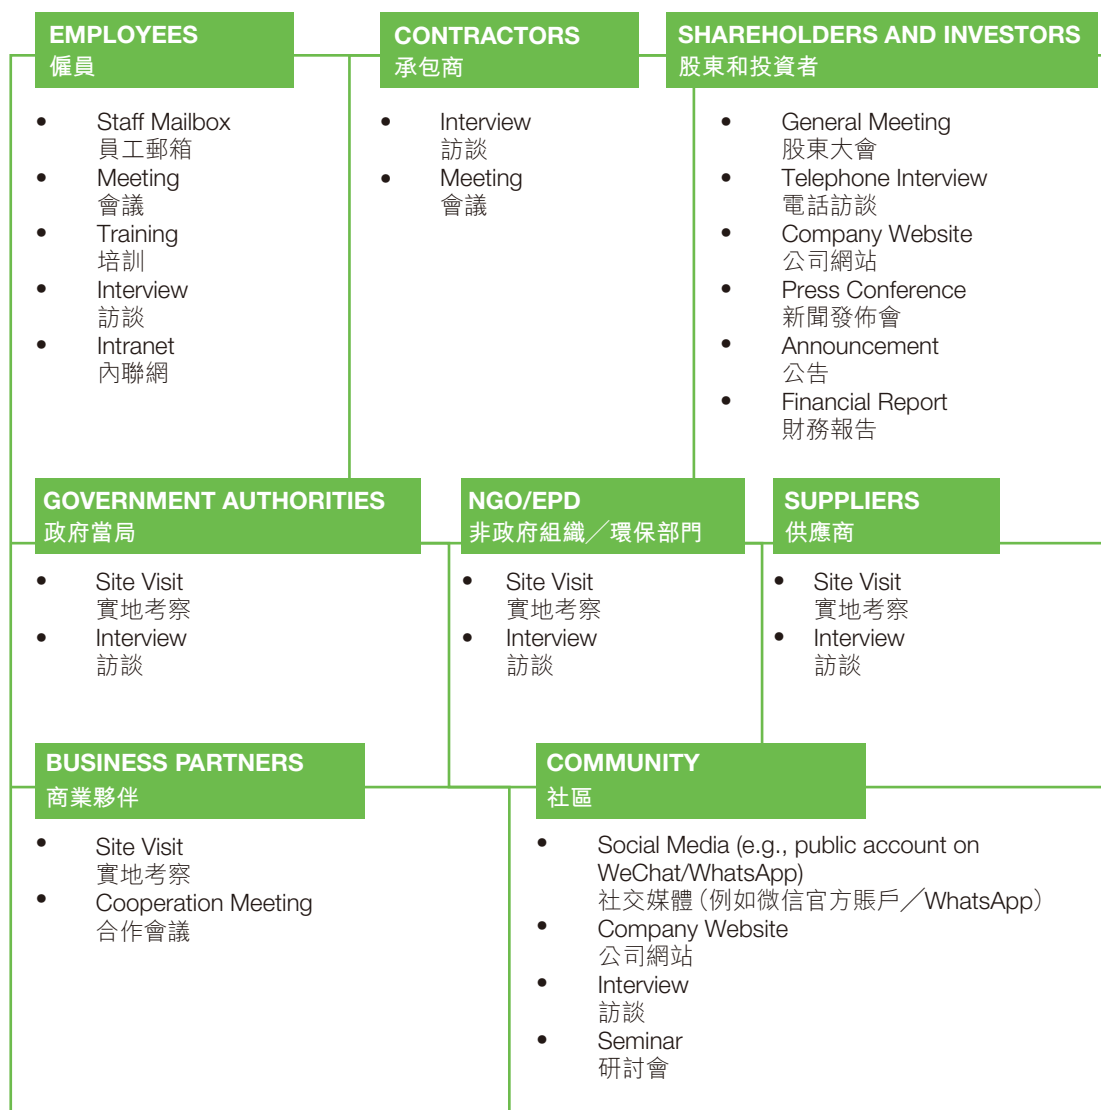 EMPLOYEES
僱員
• Staff Mailbox
員工郵箱
• Meeting
會議
• Training
培訓
• Interview
訪談
• Intranet
內聯網
CONTRACTORS
承包商
• Interview
訪談
• Meeting
會議
SHAREHOLDERS AND INVESTORS
股東和投資者
• General Meeting
股東大會
• Telephone Interview
電話訪談
• Company Website
公司網站
• Press Conference
新聞發佈會
• Announcement
公告
• Financial Report
財務報告
GOVERNMENT AUTHORITIES
政府當局
• Site Visit
實地考察
• Interview
訪談
NGO/EPD
非政府組織／環保部門
• Site Visit
實地考察
• Interview
訪談
SUPPLIERS
供應商
• Site Visit
實地考察
• Interview
訪談
BUSINESS PARTNERS
商業夥伴
• Site Visit
實地考察
• Cooperation Meeting
合作會議
COMMUNITY
社區
• Social Media (e.g., public account on
WeChat/WhatsApp)
社交媒體（例如微信官方賬戶／WhatsApp）
• Company Website
公司網站
• Interview
訪談
• Seminar
研討會